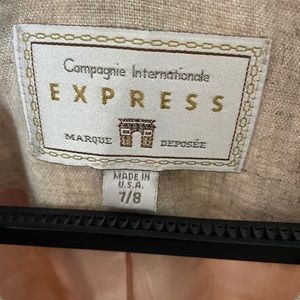 Compagnie Internationale
EXPRESS
MARQUE DEPOSÉE
MADE IN
U.S.A.
7/8